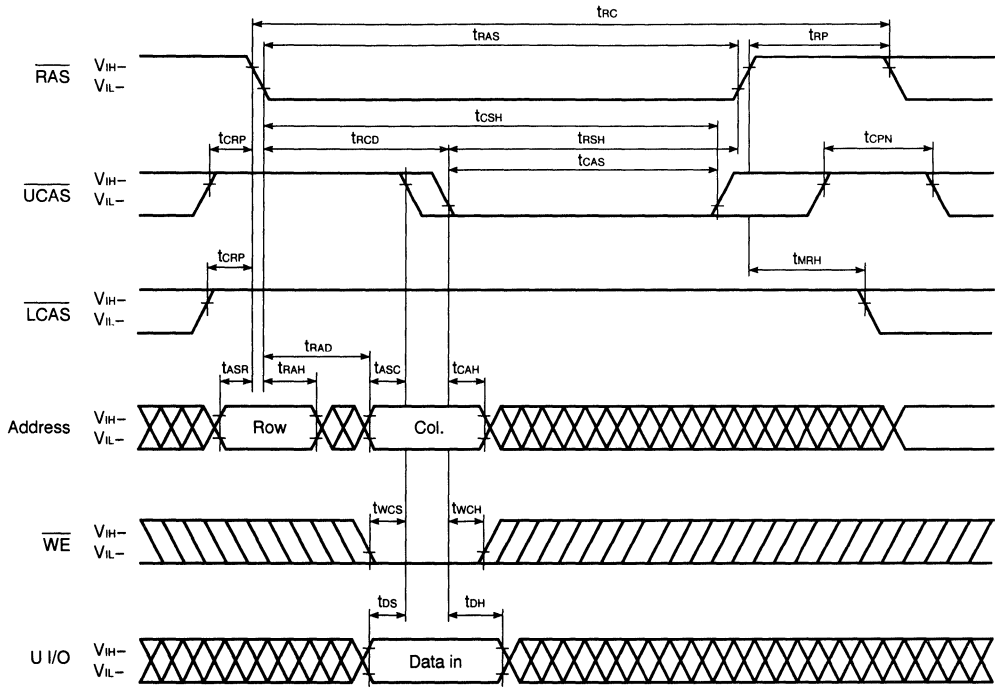 tRC
tRAS tRP
RAS VIH–
VIL–
tCSH
tCRP tRCD tRSH tCPN
tCAS
UCAS VIH–
VIL–
tCRP tMRH
LCAS VIH–
VIL–
tRAD
tASR tRAH tASC tCAH
Address VIH–
VIL–
Row Col.
tWCS tWCH
WE VIH–
VIL–
tDS tDH
U I/O VIH–
VIL–
Data in